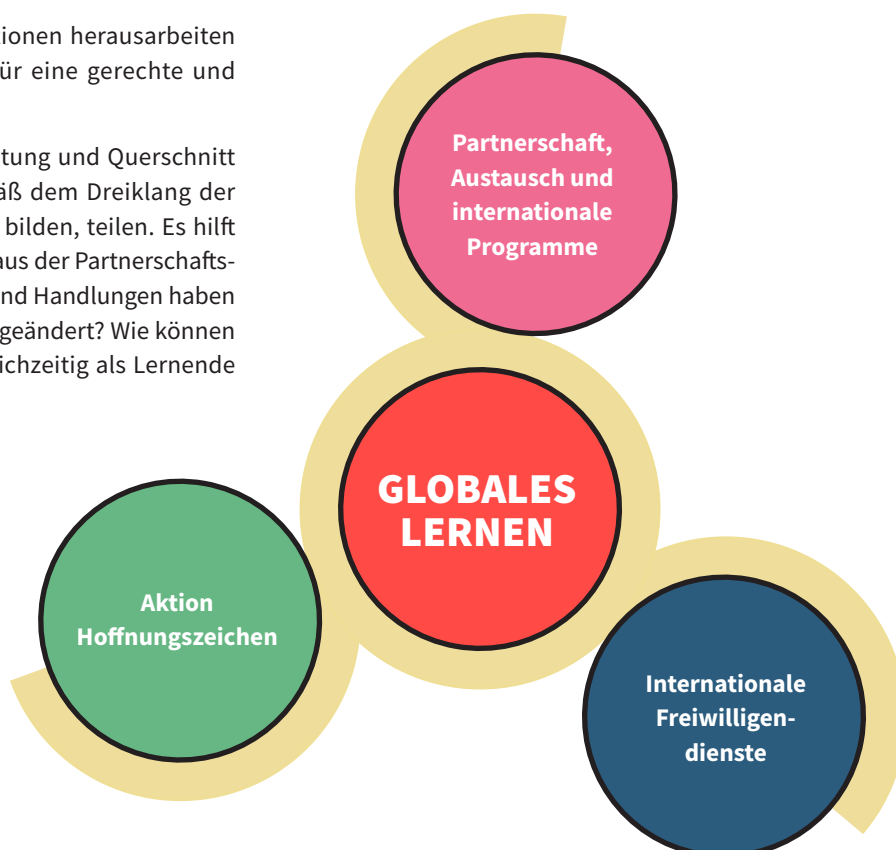 ionen herausarbeiten
ür eine gerechte und
tung und Querschnitt
äß dem Dreiklang der
bilden, teilen. Es hilft
aus der Partnerschafts-
nd Handlungen haben
geändert? Wie können
ichzeitig als Lernende
Partnerschaft,
Austausch und
internationale
Programme
GLOBALES
LERNEN
Aktion
Hoffnungszeichen
Internationale
Freiwilligen-
dienste